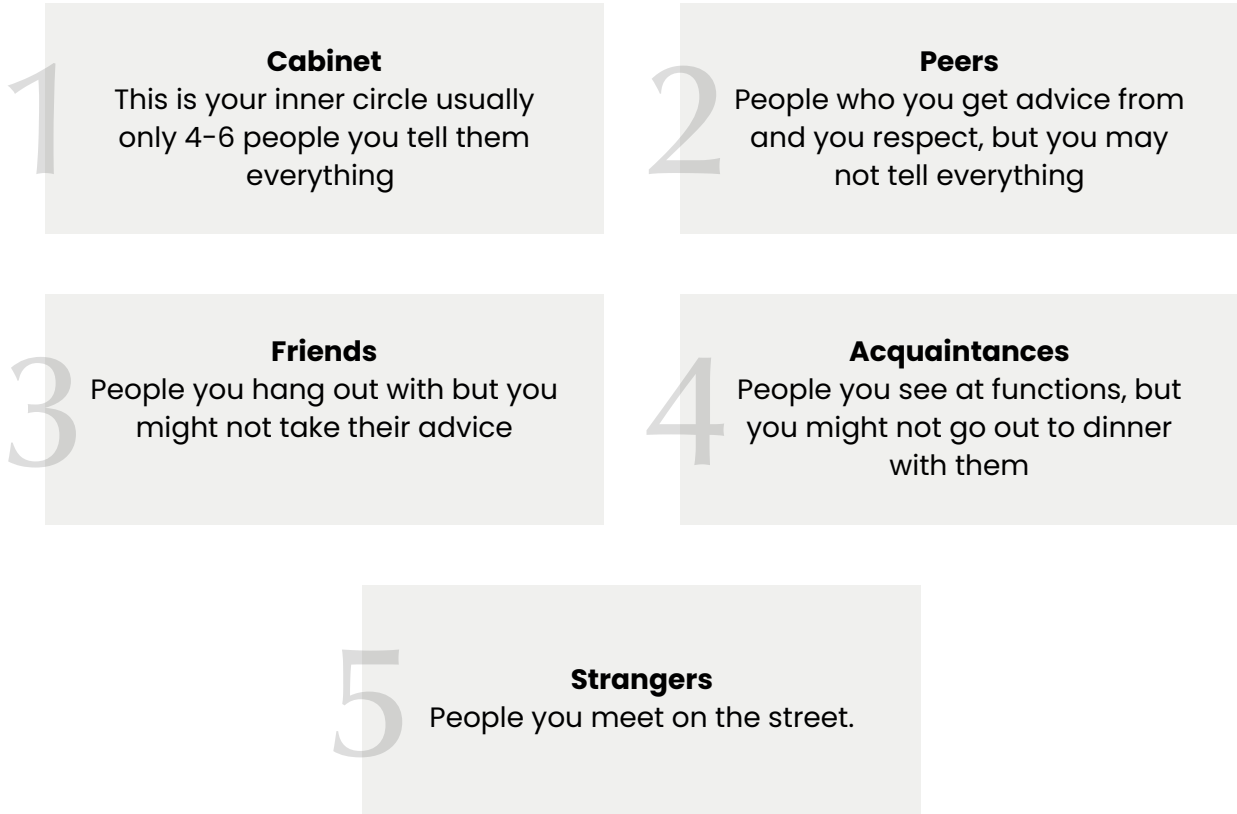 1
Cabinet
This is your inner circle usually
only 4-6 people you tell them
everything
2
Peers
People who you get advice from
and you respect, but you may
not tell everything
3
Friends
People you hang out with but you
might not take their advice
4
Acquaintances
People you see at functions, but
you might not go out to dinner
with them
5
Strangers
People you meet on the street.